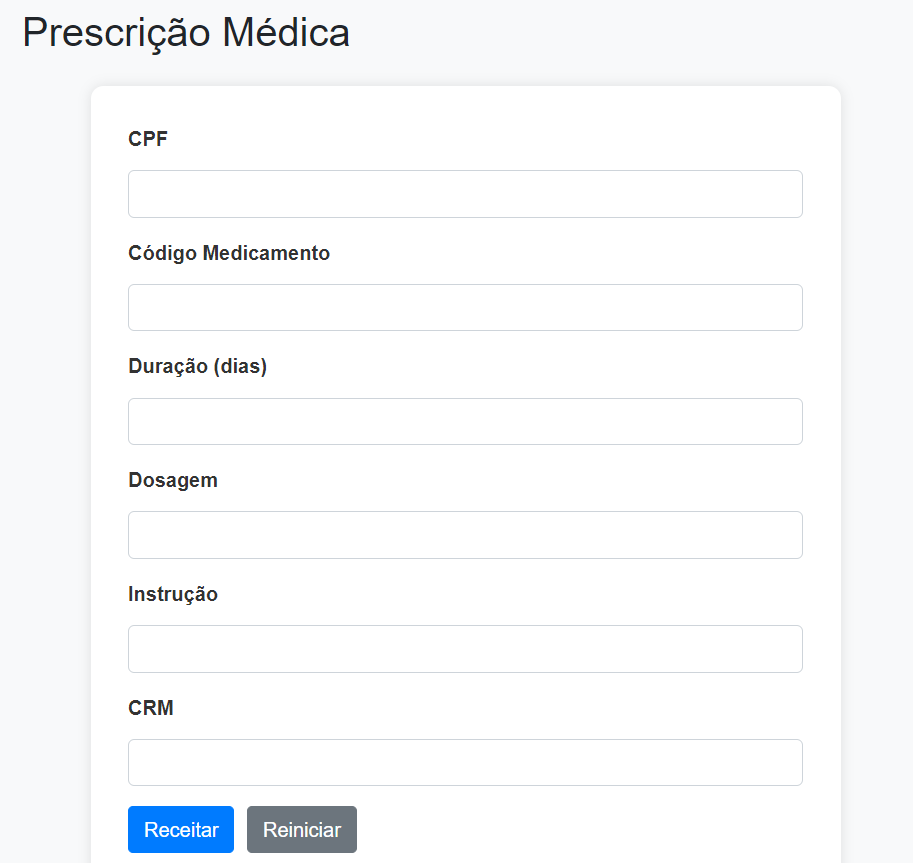 Prescrição Médica
CPF
Código Medicamento
Duração (dias)
Dosagem
Instrução
CRM
Receitar Reiniciar